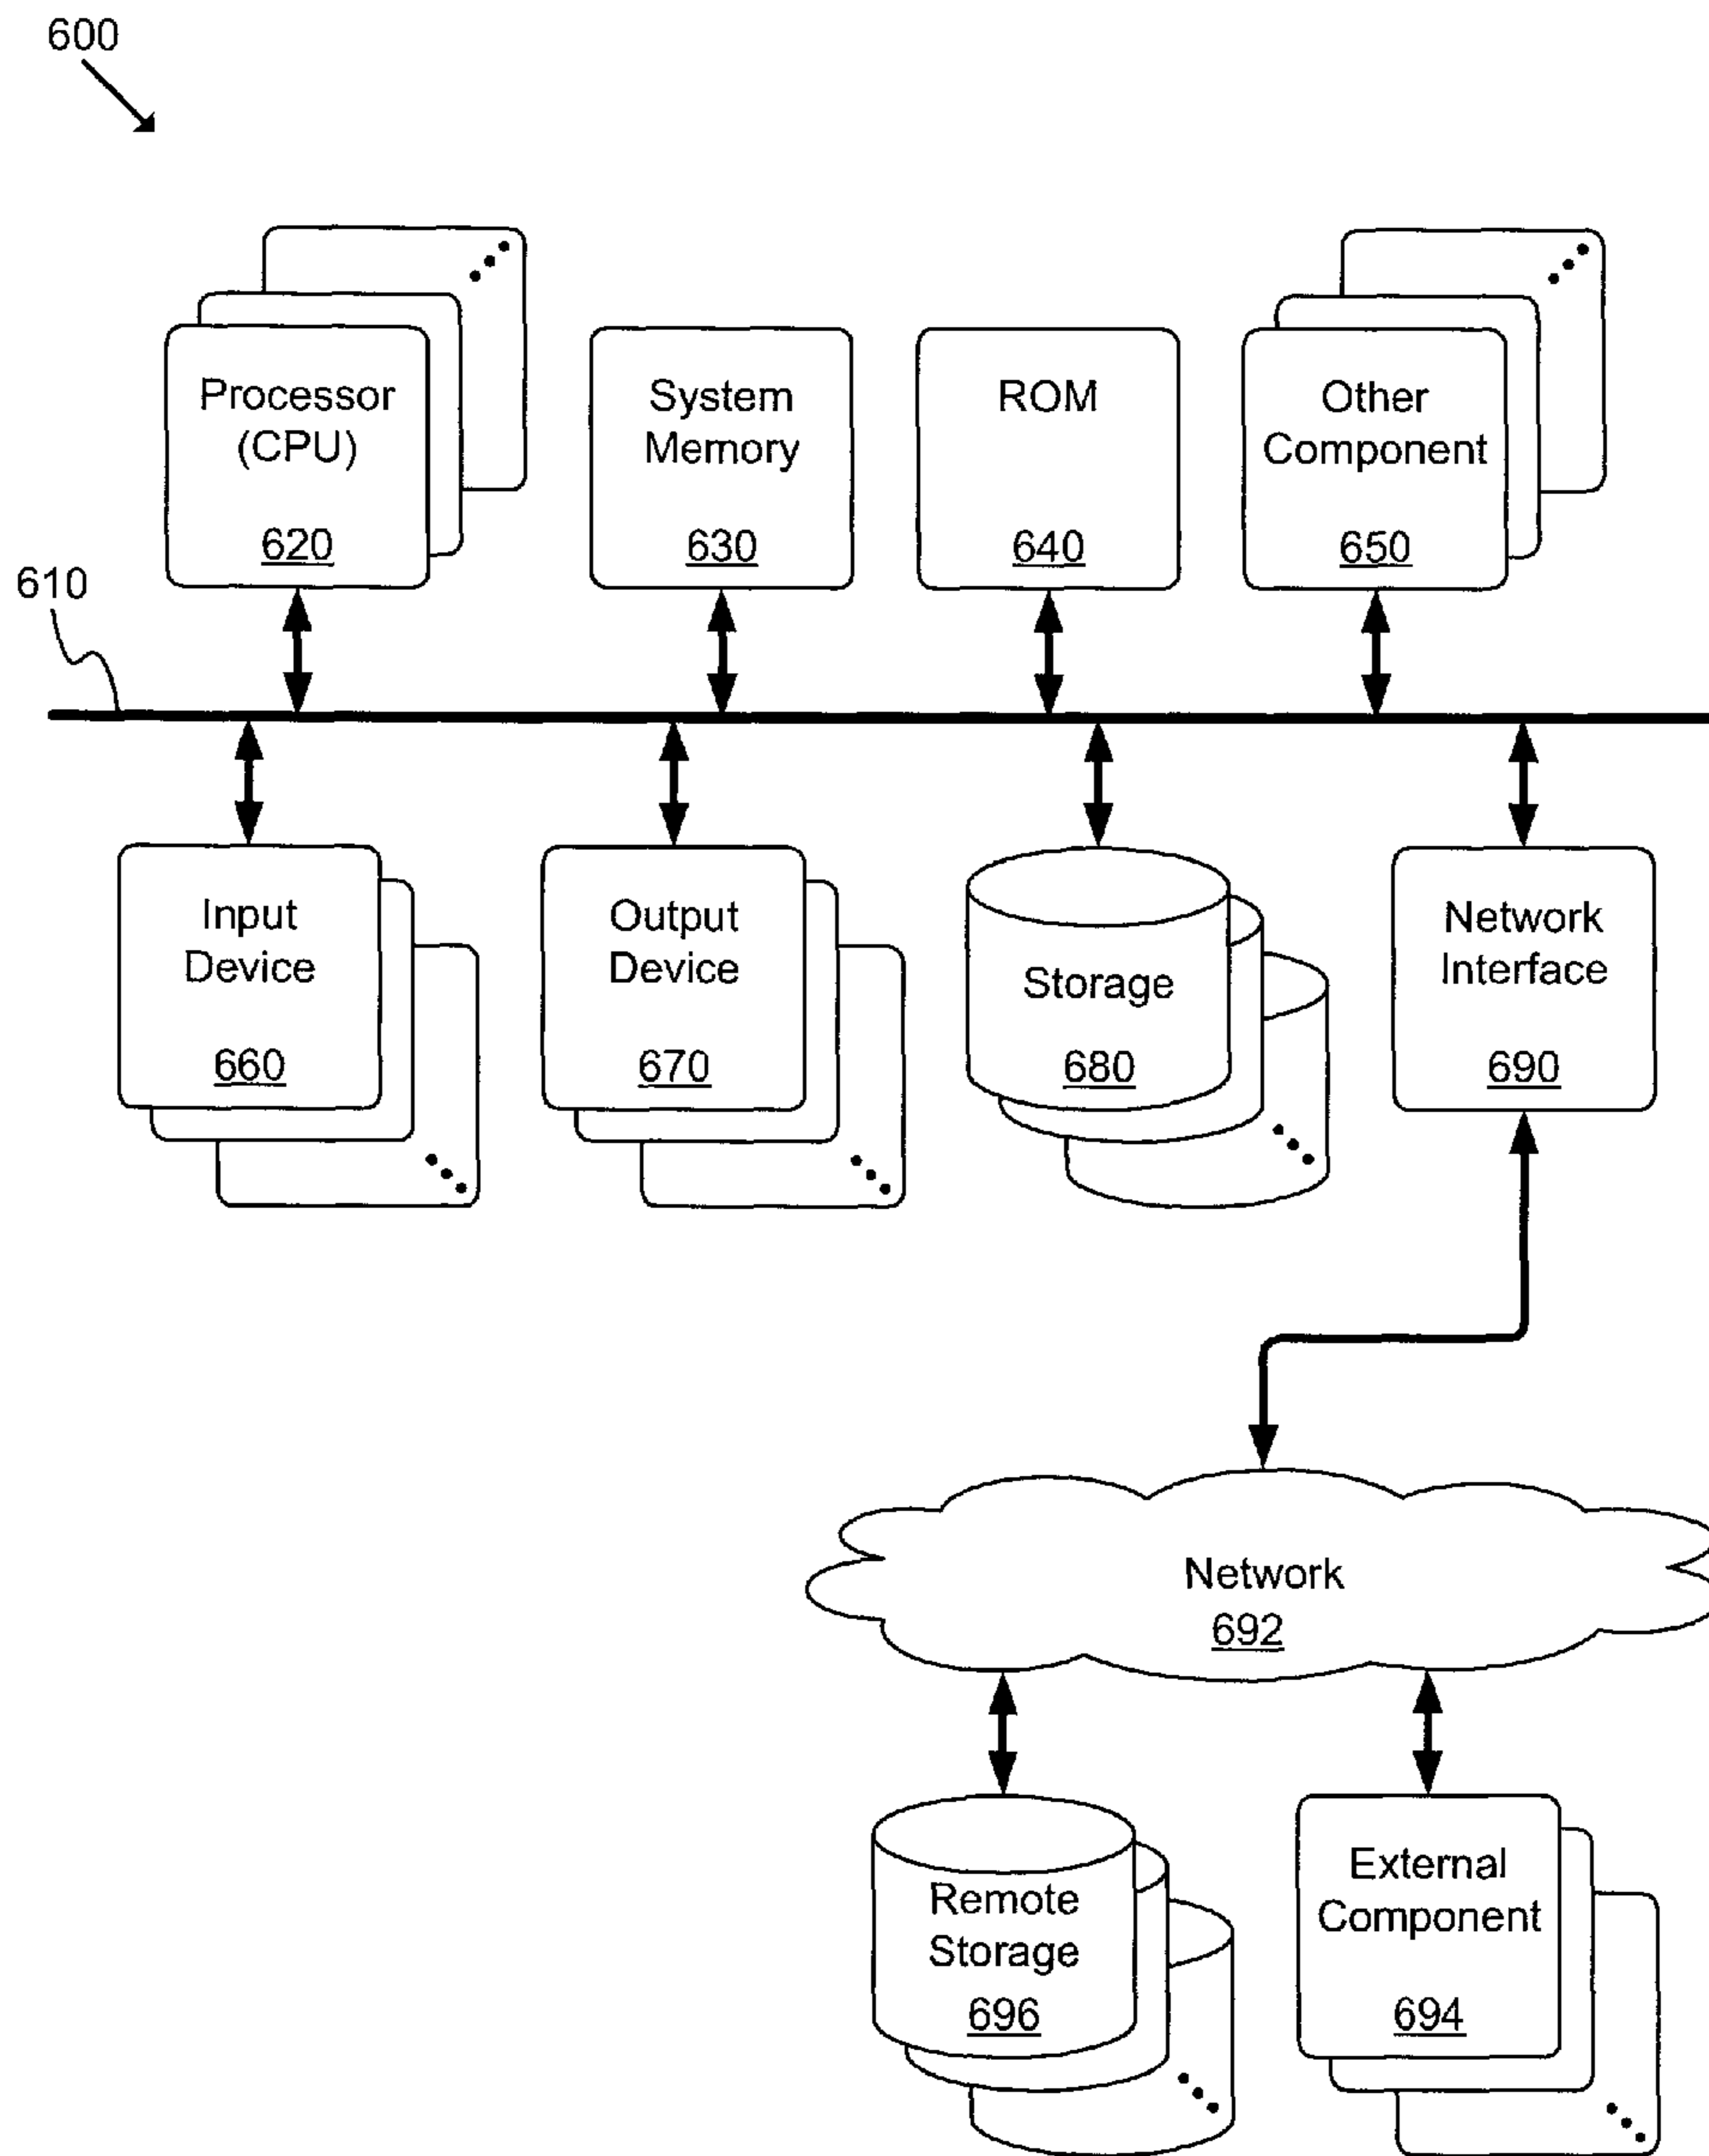 600
Processor
(CPU)
620
System
Memory
630
ROM
640
Other
Component
650
610
Input
Device
660
Output
Device
670
Storage
680
Network
Interface
690
Network
692
Remote
Storage
696
External
Component
694